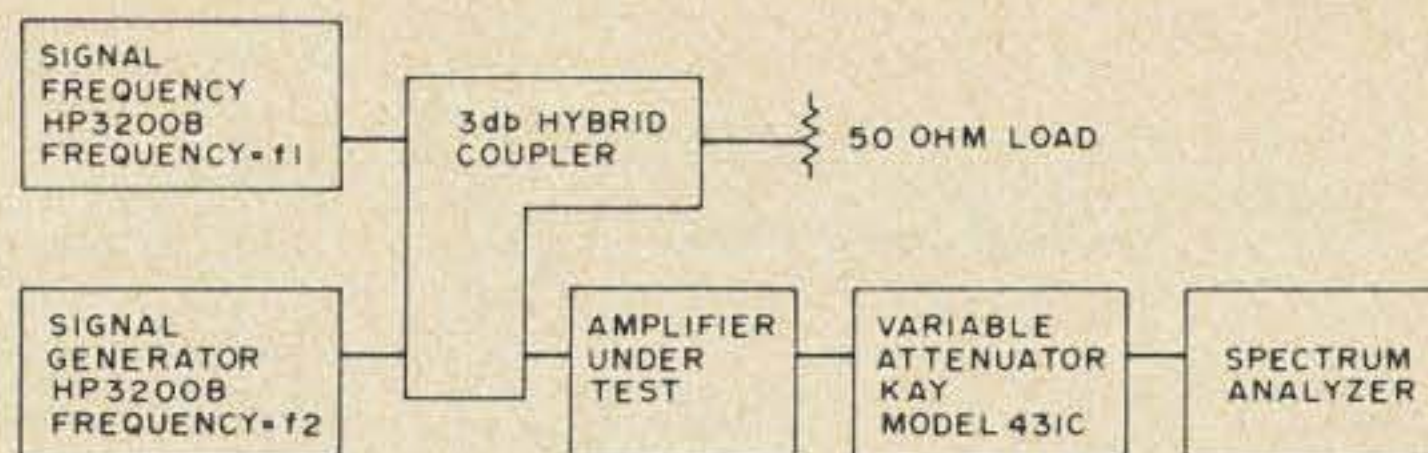 SIGNAL
FREQUENCY
HP3200B
FREQUENCY=f1
3db HYBRID
COUPLER
50 OHM LOAD
SIGNAL
GENERATOR
HP3200B
FREQUENCY=f2
AMPLIFIER
UNDER
TEST
VARIABLE
ATTENUATOR
KAY
MODEL 431C
SPECTRUM
ANALYZER